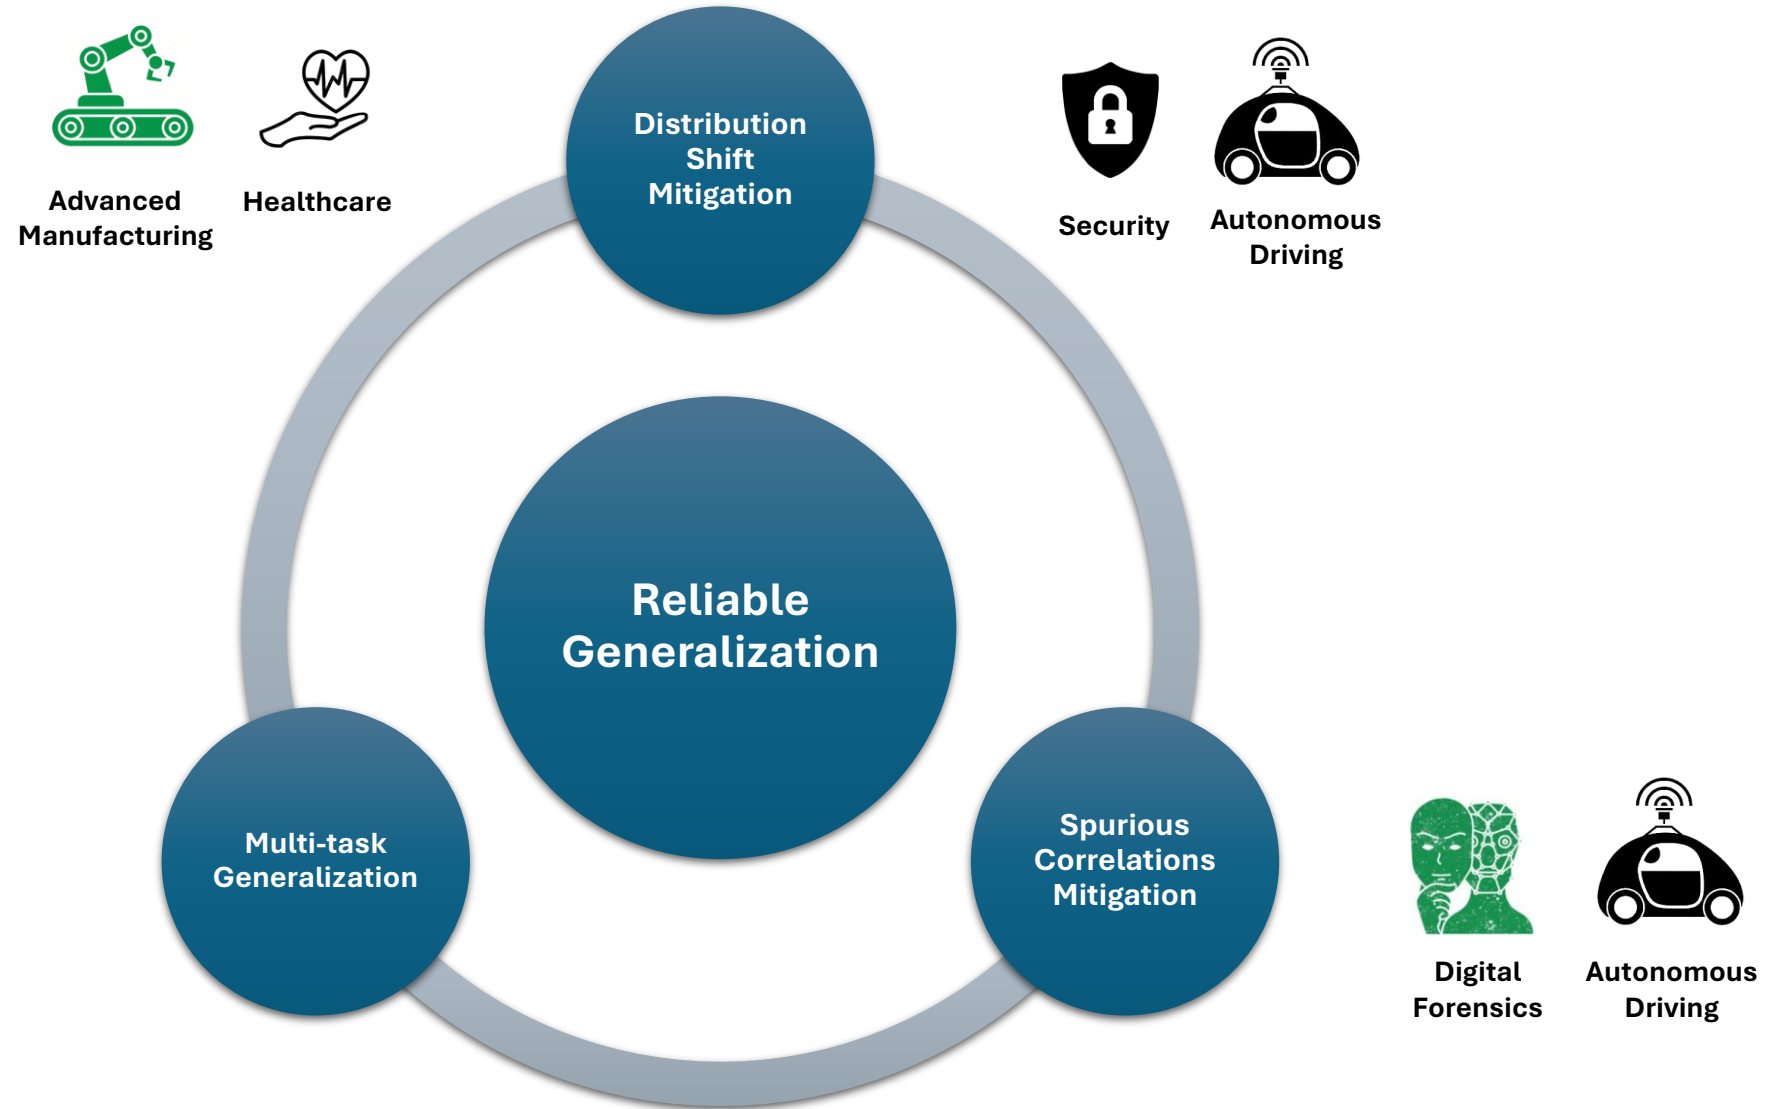 Distribution
Shift
Mitigation
Advanced
Manufacturing
Healthcare
Security
Autonomous
Driving
Reliable
Generalization
Multi-task
Generalization
Spurious
Correlations
Mitigation
Digital
Forensics
Autonomous
Driving